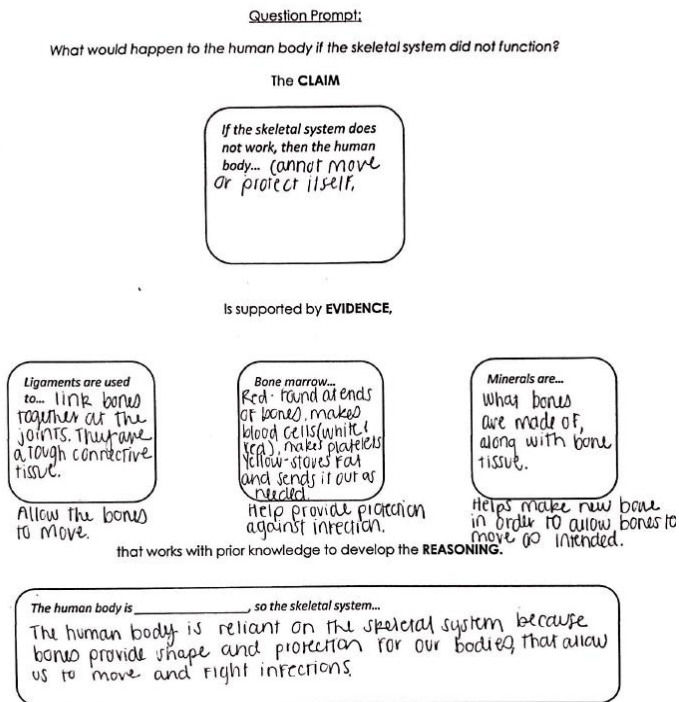 Question Prompt:
What would happen to the human body if the skeletal system did not function?
The CLAIM
If the skeletal system does
not work, then the human
body... cannot move
or protect itself.
Is supported by EVIDENCE,
Ligaments are used
to... link bones
together at the
joints. They are
a tough connective
tissue.
Allow the bones
to move.
Bone marrow...
Red - found at ends
of bones, makes
blood cells (white &
red), makes platelets
Yellow - stores fat
and sends it out as
needed.
Help provide protection
against infection.
Minerals are...
what bones
are made of,
along with bone
tissue.
Helps make new bone
in order to allow bones to
move as intended.
that works with prior knowledge to develop the REASONING.
The human body is ____________________, so the skeletal system...
The human body is reliant on the skeletal system because
bones provide shape and protection for our bodies, that allow
us to move and fight infections.